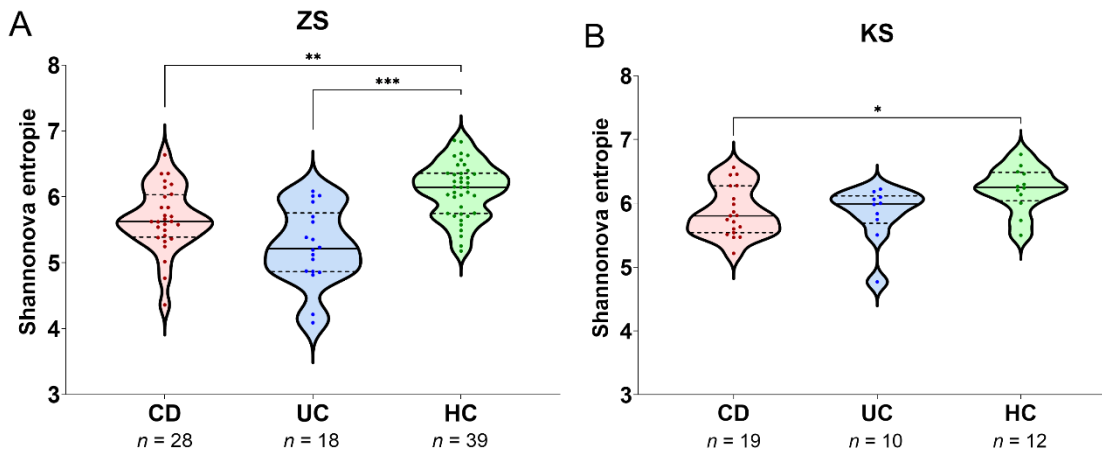 A
ZS
**
***
Shannonova entropie
8
7
6
5
4
3
CD
UC
HC
n = 28
n = 18
n = 39
B
KS
*
Shannonova entropie
8
7
6
5
4
3
CD
UC
HC
n = 19
n = 10
n = 12